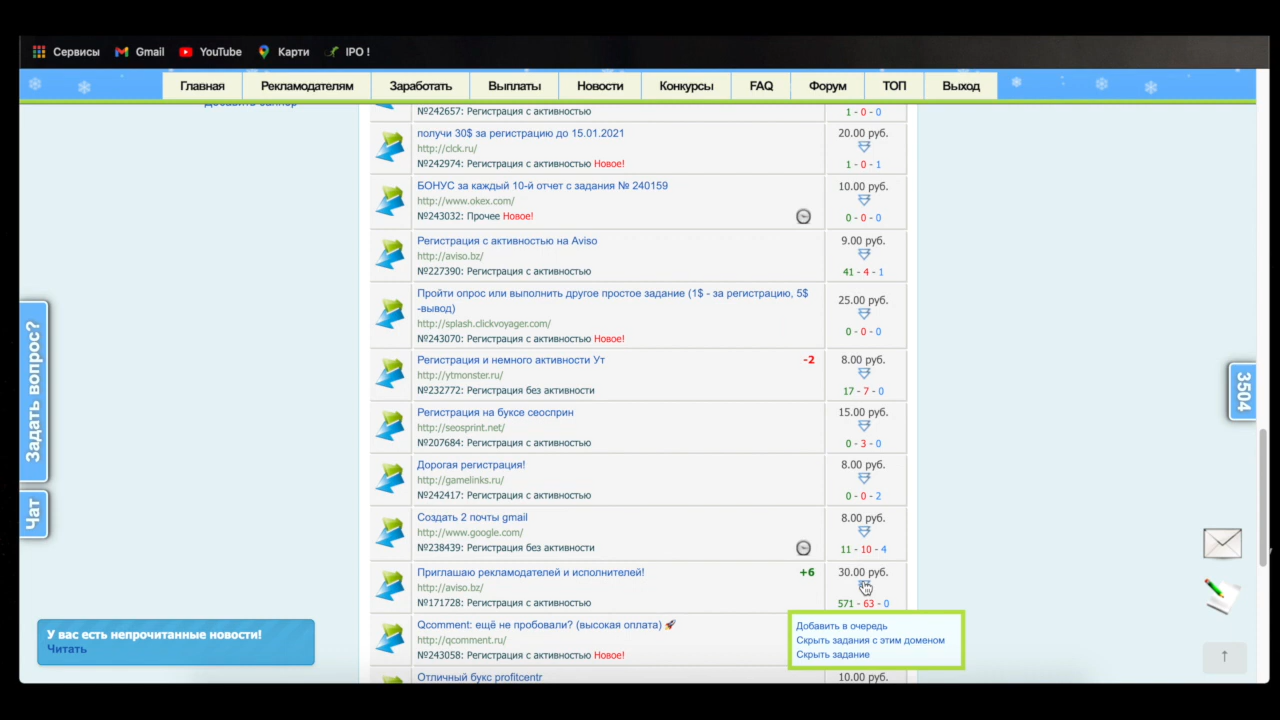 Сервисы
Gmail
YouTube
Карти
IPO !
Главная
Рекламодателям
Заработать
Выплаты
Новости
Конкурсы
FAQ
Форум
ТОП
Выход
№242657: Регистрация с активностью
1 - 0 - 0
получи 30$ за регистрацию до 15.01.2021
20.00 руб.
http://clck.ru/
№242974: Регистрация с активностью Новое!
1 - 0 - 1
БОНУС за каждый 10-й отчет с задания № 240159
10.00 руб.
http://www.okex.com/
№243032: Прочее Новое!
0 - 0 - 0
Регистрация с активностью на Aviso
9.00 руб.
http://aviso.bz/
№227390: Регистрация с активностью
41 - 4 - 1
Пройти опрос или выполнить другое простое задание (1$ - за регистрацию, 5$
-вывод)
25.00 руб.
http://splash.clickvoyager.com/
№243070: Регистрация с активностью Новое!
0 - 0 - 0
Регистрация и немного активности Ут
-2
8.00 руб.
http://ytmonster.ru/
№232772: Регистрация без активности
17 - 7 - 0
Регистрация на буксе сеосприн
15.00 руб.
http://seosprint.net/
№207684: Регистрация с активностью
0 - 3 - 0
Дорогая регистрация!
8.00 руб.
http://gamelinks.ru/
№242417: Регистрация с активностью
0 - 0 - 2
Создать 2 почты gmail
8.00 руб.
http://www.google.com/
№238439: Регистрация без активности
11 - 10 - 4
Приглашаю рекламодателей и исполнителей!
+6
30.00 руб.
http://aviso.bz/
№171728: Регистрация с активностью
571 - 63 - 0
Qcomment: ещё не пробовали? (высокая оплата) 🚀
http://qcomment.ru/
№243058: Регистрация с активностью Новое!
Добавить в очередь
Скрыть задания с этим доменом
Скрыть задание
Отличный букс profitcentr
10.00 руб.
Задать вопрос?
Чат
3504
У вас есть непрочитанные новости!
Читать